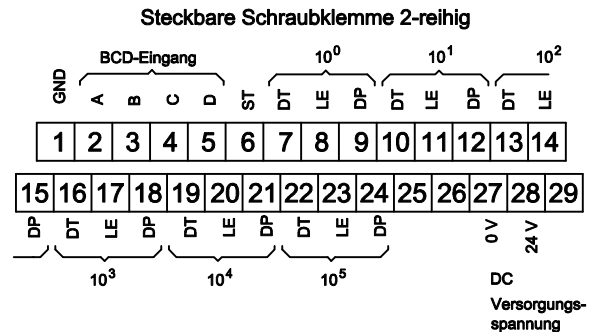 Steckbare Schraubklemme 2-reihig
BCD-Eingang 10⁰ 10¹ 10²
GND A B C D ST DT LE DP DT LE DP DT LE
1 2 3 4 5 6 7 8 9 10 11 12 13 14
15 16 17 18 19 20 21 22 23 24 25 26 27 28 29
DP DT LE DP DT LE DP DT LE DP 0 V 24 V
10³ 10⁴ 10⁵
DC
Versorgungs-
spannung